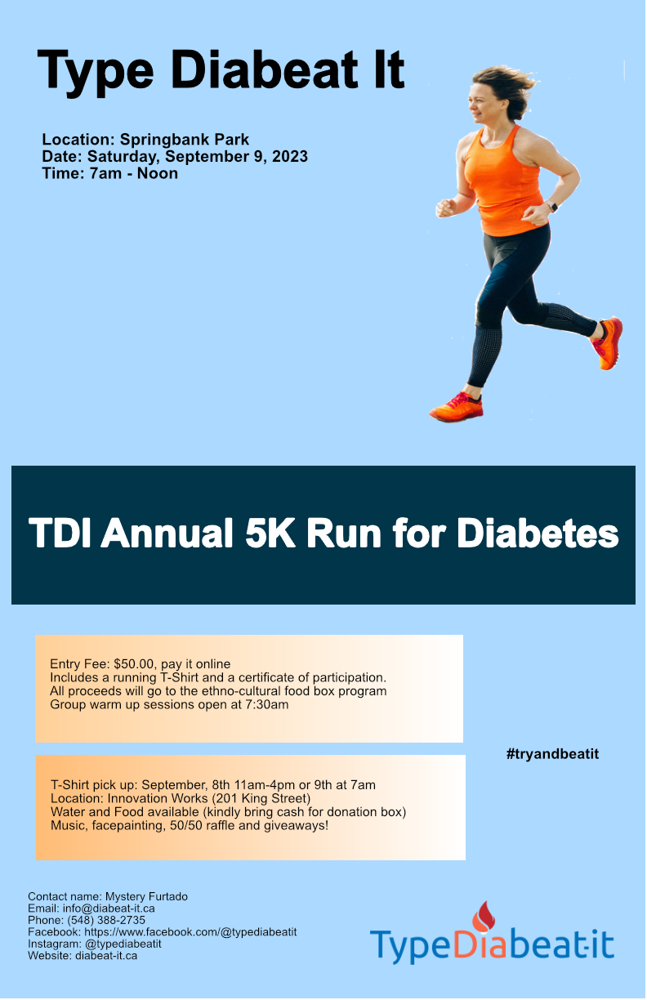 Type Diabeat It
Location: Springbank Park
Date: Saturday, September 9, 2023
Time: 7am - Noon
TDI Annual 5K Run for Diabetes
Entry Fee: $50.00, pay it online
Includes a running T-Shirt and a certificate of participation.
All proceeds will go to the ethno-cultural food box program
Group warm up sessions open at 7:30am
#tryandbeatit
T-Shirt pick up: September, 8th 11am-4pm or 9th at 7am
Location: Innovation Works (201 King Street)
Water and Food available (kindly bring cash for donation box)
Music, facepainting, 50/50 raffle and giveaways!
Contact name: Mystery Furtado
Email: info@diabeat-it.ca
Phone: (548) 388-2735
Facebook: https://www.facebook.com/@typediabeatit
Instagram: @typediabeatit
Website: diabeat-it.ca
TypeDiabeat-it